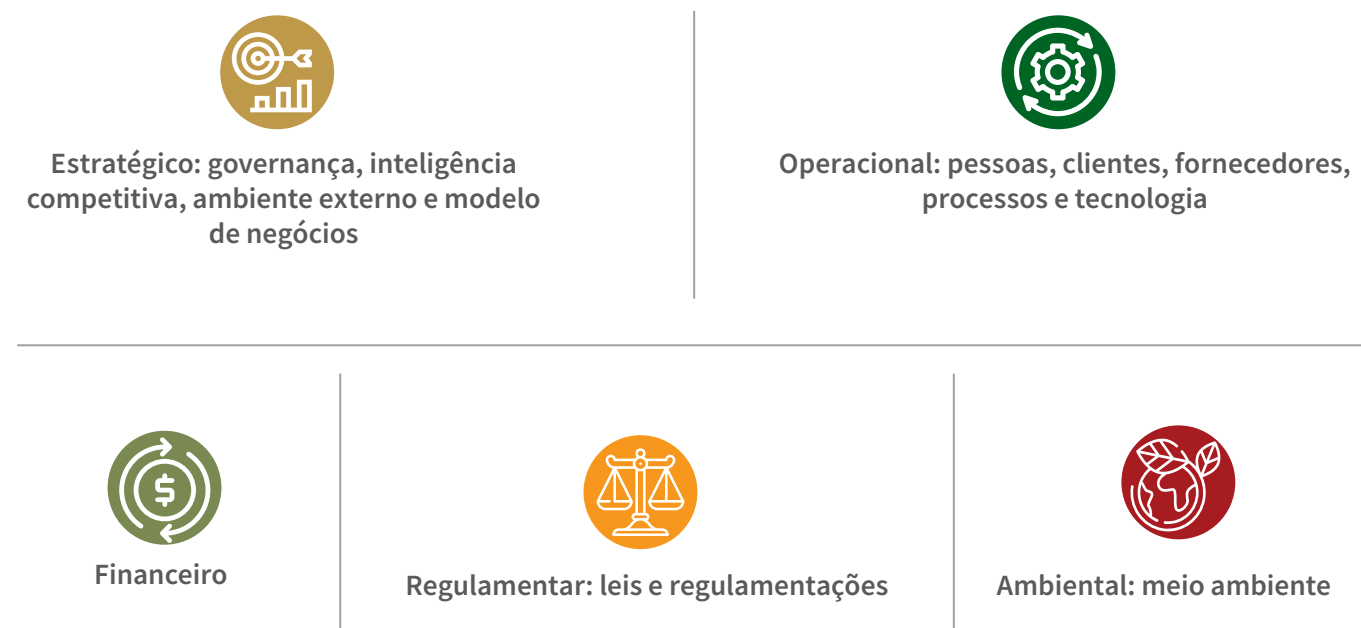 Estratégico: governança, inteligência
competitiva, ambiente externo e modelo
de negócios
Operacional: pessoas, clientes, fornecedores,
processos e tecnologia
$
Financeiro
Regulamentar: leis e regulamentações
Ambiental: meio ambiente